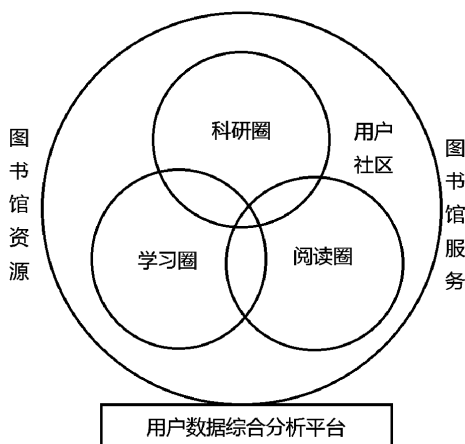 科研圈
用户
社区
图书馆资源
图书馆服务
学习圈
阅读圈
用户数据综合分析平台